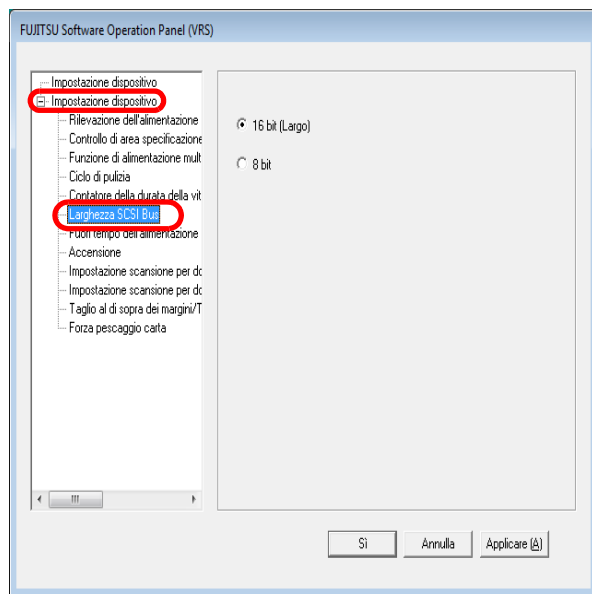 FUJITSU Software Operation Panel (VRS)
Impostazione dispositivo
Impostazione dispositivo
Rilevazione dell'alimentazione
Controllo di area specificazione
Funzione di alimentazione mult
Ciclo di pulizia
Contatore della durata della vit
Larghezza SCSI Bus
Fuori tempo dell'alimentazione
Accensione
Impostazione scansione per do
Impostazione scansione per do
Taglio al di sopra dei margini/T
Forza pescaggio carta
16 bit (Largo)
8 bit
Sì
Annulla
Applicare (A)